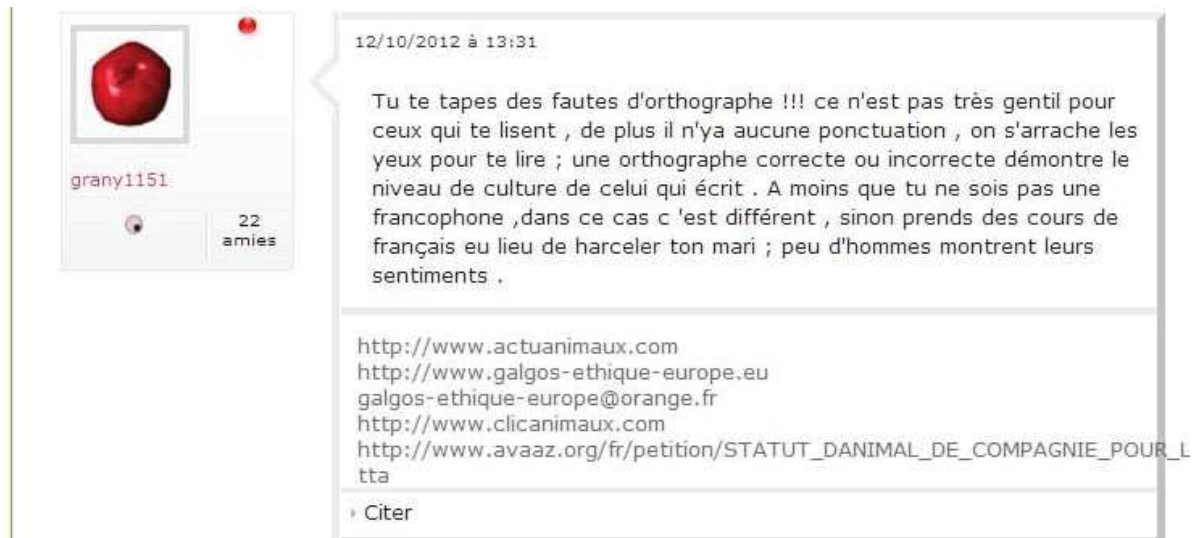 12/10/2012 à 13:31
Tu te tapes des fautes d'orthographe !!! ce n'est pas très gentil pour
ceux qui te lisent , de plus il n'ya aucune ponctuation , on s'arrache les
yeux pour te lire ; une orthographe correcte ou incorrecte démontre le
niveau de culture de celui qui écrit . A moins que tu ne sois pas une
francophone ,dans ce cas c 'est différent , sinon prends des cours de
français eu lieu de harceler ton mari ; peu d'hommes montrent leurs
sentiments .
grany1151
22
amies
http://www.actuanimaux.com
http://www.galgos-ethique-europe.eu
galgos-ethique-europe@orange.fr
http://www.clicanimaux.com
http://www.avaaz.org/fr/petition/STATUT_DANIMAL_DE_COMPAGNIE_POUR_L
tta
Citer